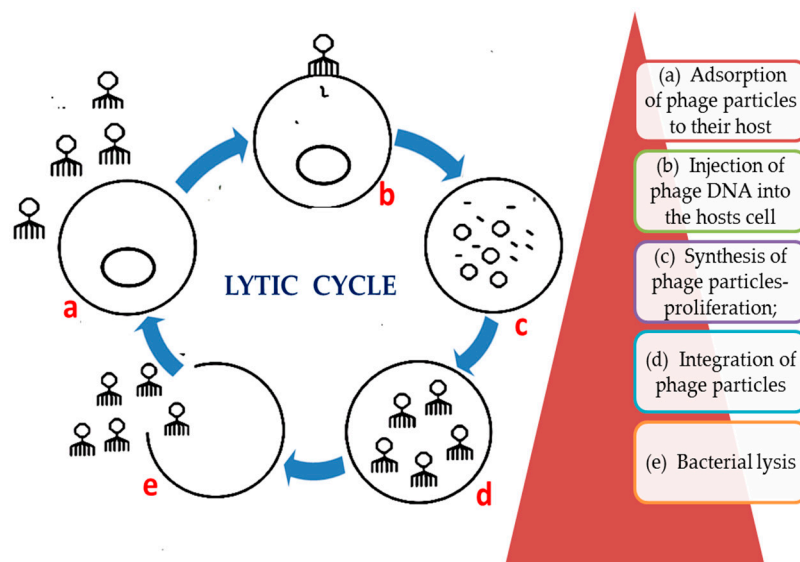 LYTIC CYCLE
a
b
c
d
e
(a) Adsorption
of phage particles
to their host
(b) Injection of
phage DNA into
the hosts cell
(c) Synthesis of
phage particles-
proliferation;
(d) Integration of
phage particles
(e) Bacterial lysis